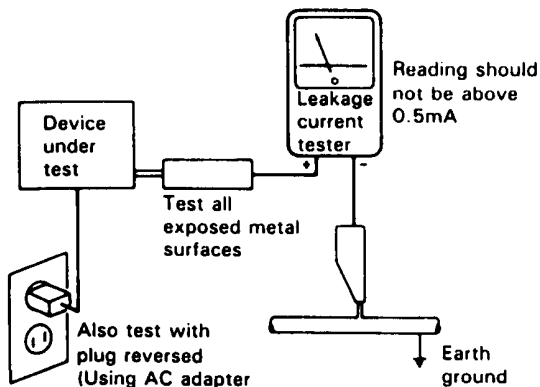 Reading should
not be above
0.5mA
Leakage
current
tester
+ -
Device
under
test
Test all
exposed metal
surfaces
Also test with
plug reversed
(Using AC adapter
Earth
ground